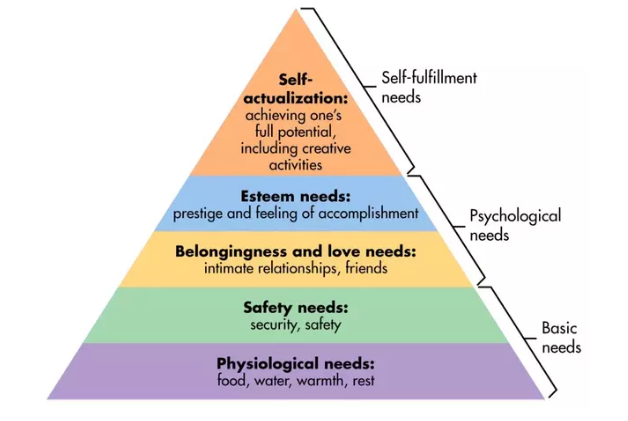 Self-
actualization:
achieving one's
full potential,
including creative
activities
Self-fulfillment
needs
Esteem needs:
prestige and feeling of accomplishment
Psychological
needs
Belongingness and love needs:
intimate relationships, friends
Safety needs:
security, safety
Basic
needs
Physiological needs:
food, water, warmth, rest